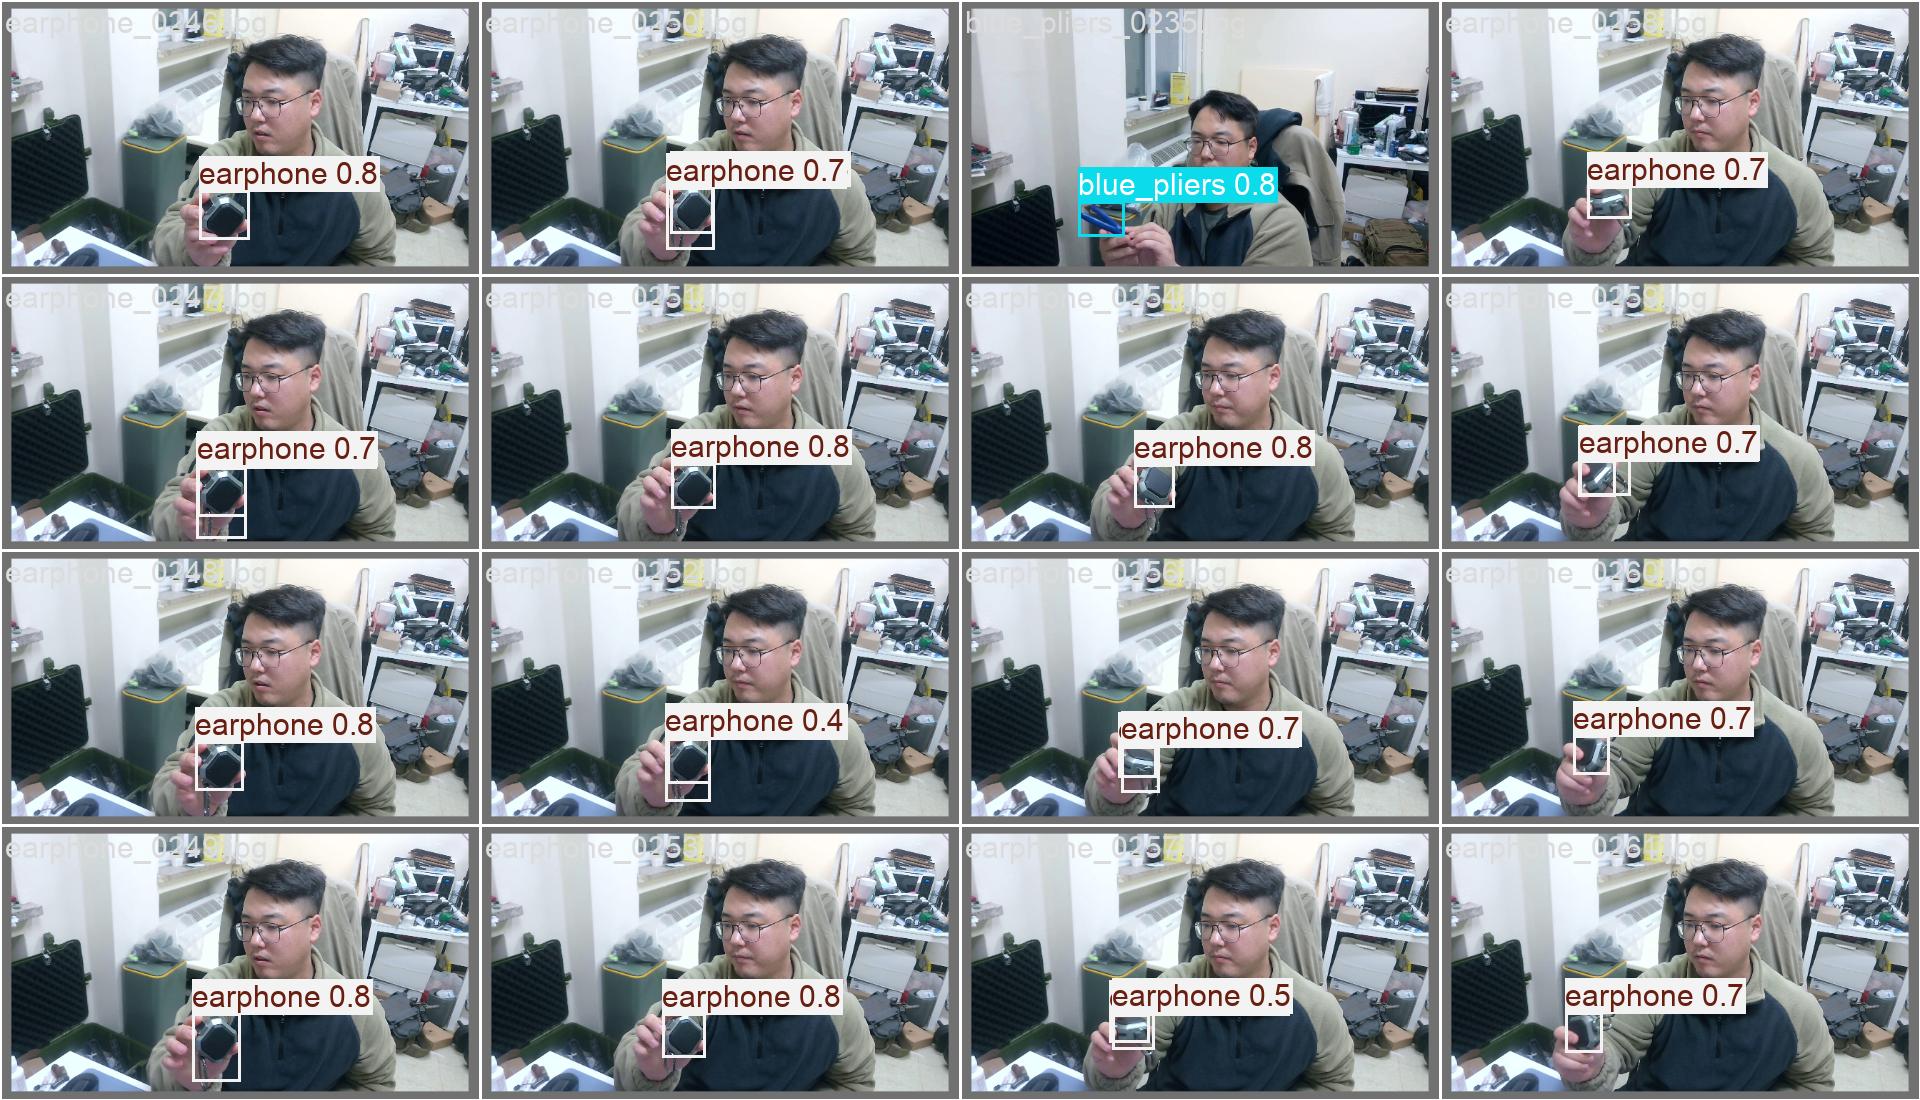 earphone_0246.jpg
earphone 0.8
earphone_0250.jpg
earphone 0.7
blue_pliers_0235.jpg
blue_pliers 0.8
earphone_0258.jpg
earphone 0.7
earphone_0247.jpg
earphone 0.7
earphone_0251.jpg
earphone 0.8
earphone_0254.jpg
earphone 0.8
earphone_0259.jpg
earphone 0.7
earphone_0248.jpg
earphone 0.8
earphone_0252.jpg
earphone 0.4
earphone_0256.jpg
earphone 0.7
earphone_0260.jpg
earphone 0.7
earphone_0249.jpg
earphone 0.8
earphone_0253.jpg
earphone 0.8
earphone_0257.jpg
earphone 0.5
earphone_0261.jpg
earphone 0.7